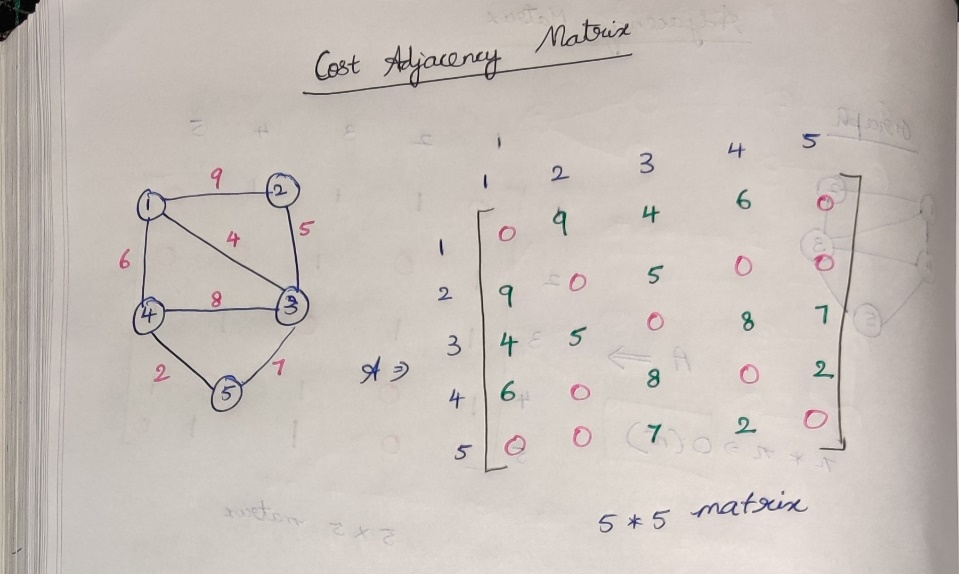 Cost Adjacency Matrix
9
1 2
6 4 5
4 8 3
2 7
5
1 2 3 4 5
1 0 9 4 6 0
2 9 0 5 0 0
3 4 5 0 8 7
A ⇒
4 6 0 8 0 2
5 0 0 7 2 0
5 * 5 matrix